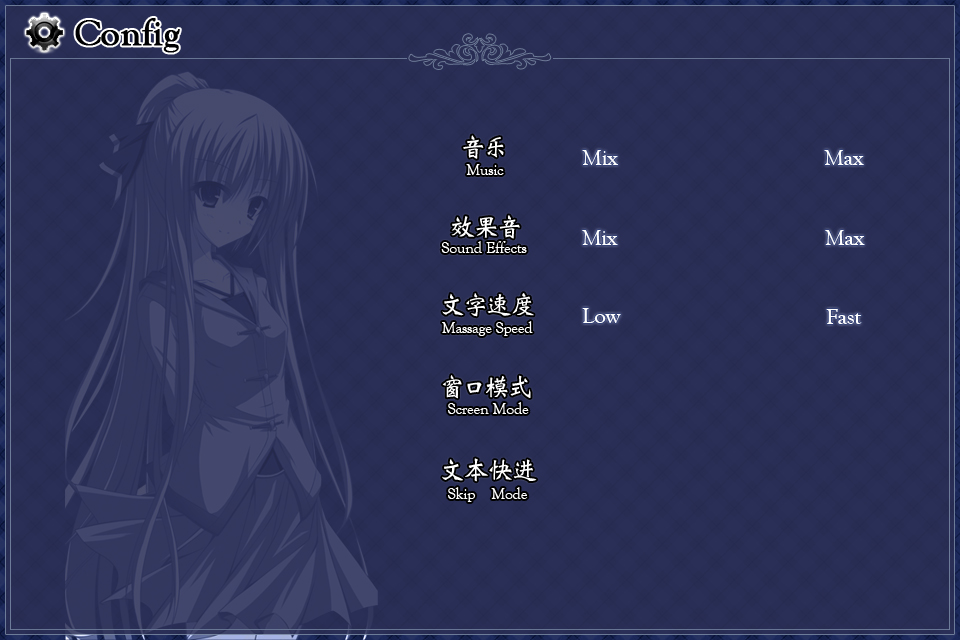 Config
音乐
Music
Mix Max
效果音
Sound Effects
Mix Max
文字速度
Massage Speed
Low Fast
窗口模式
Screen Mode
文本快进
Skip Mode